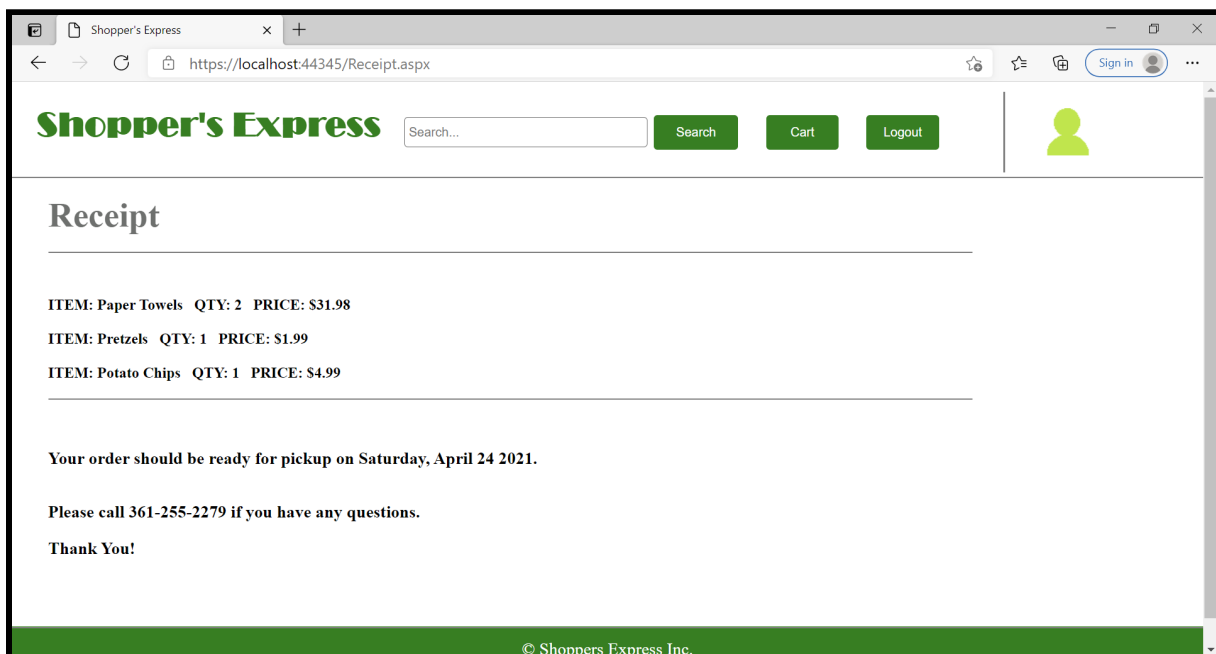 Shopper's Express
https://localhost:44345/Receipt.aspx
Sign in
Shopper's Express
Search...
Search
Cart
Logout
Receipt
ITEM: Paper Towels QTY: 2 PRICE: $31.98
ITEM: Pretzels QTY: 1 PRICE: $1.99
ITEM: Potato Chips QTY: 1 PRICE: $4.99
Your order should be ready for pickup on Saturday, April 24 2021.
Please call 361-255-2279 if you have any questions.
Thank You!
© Shoppers Express Inc.